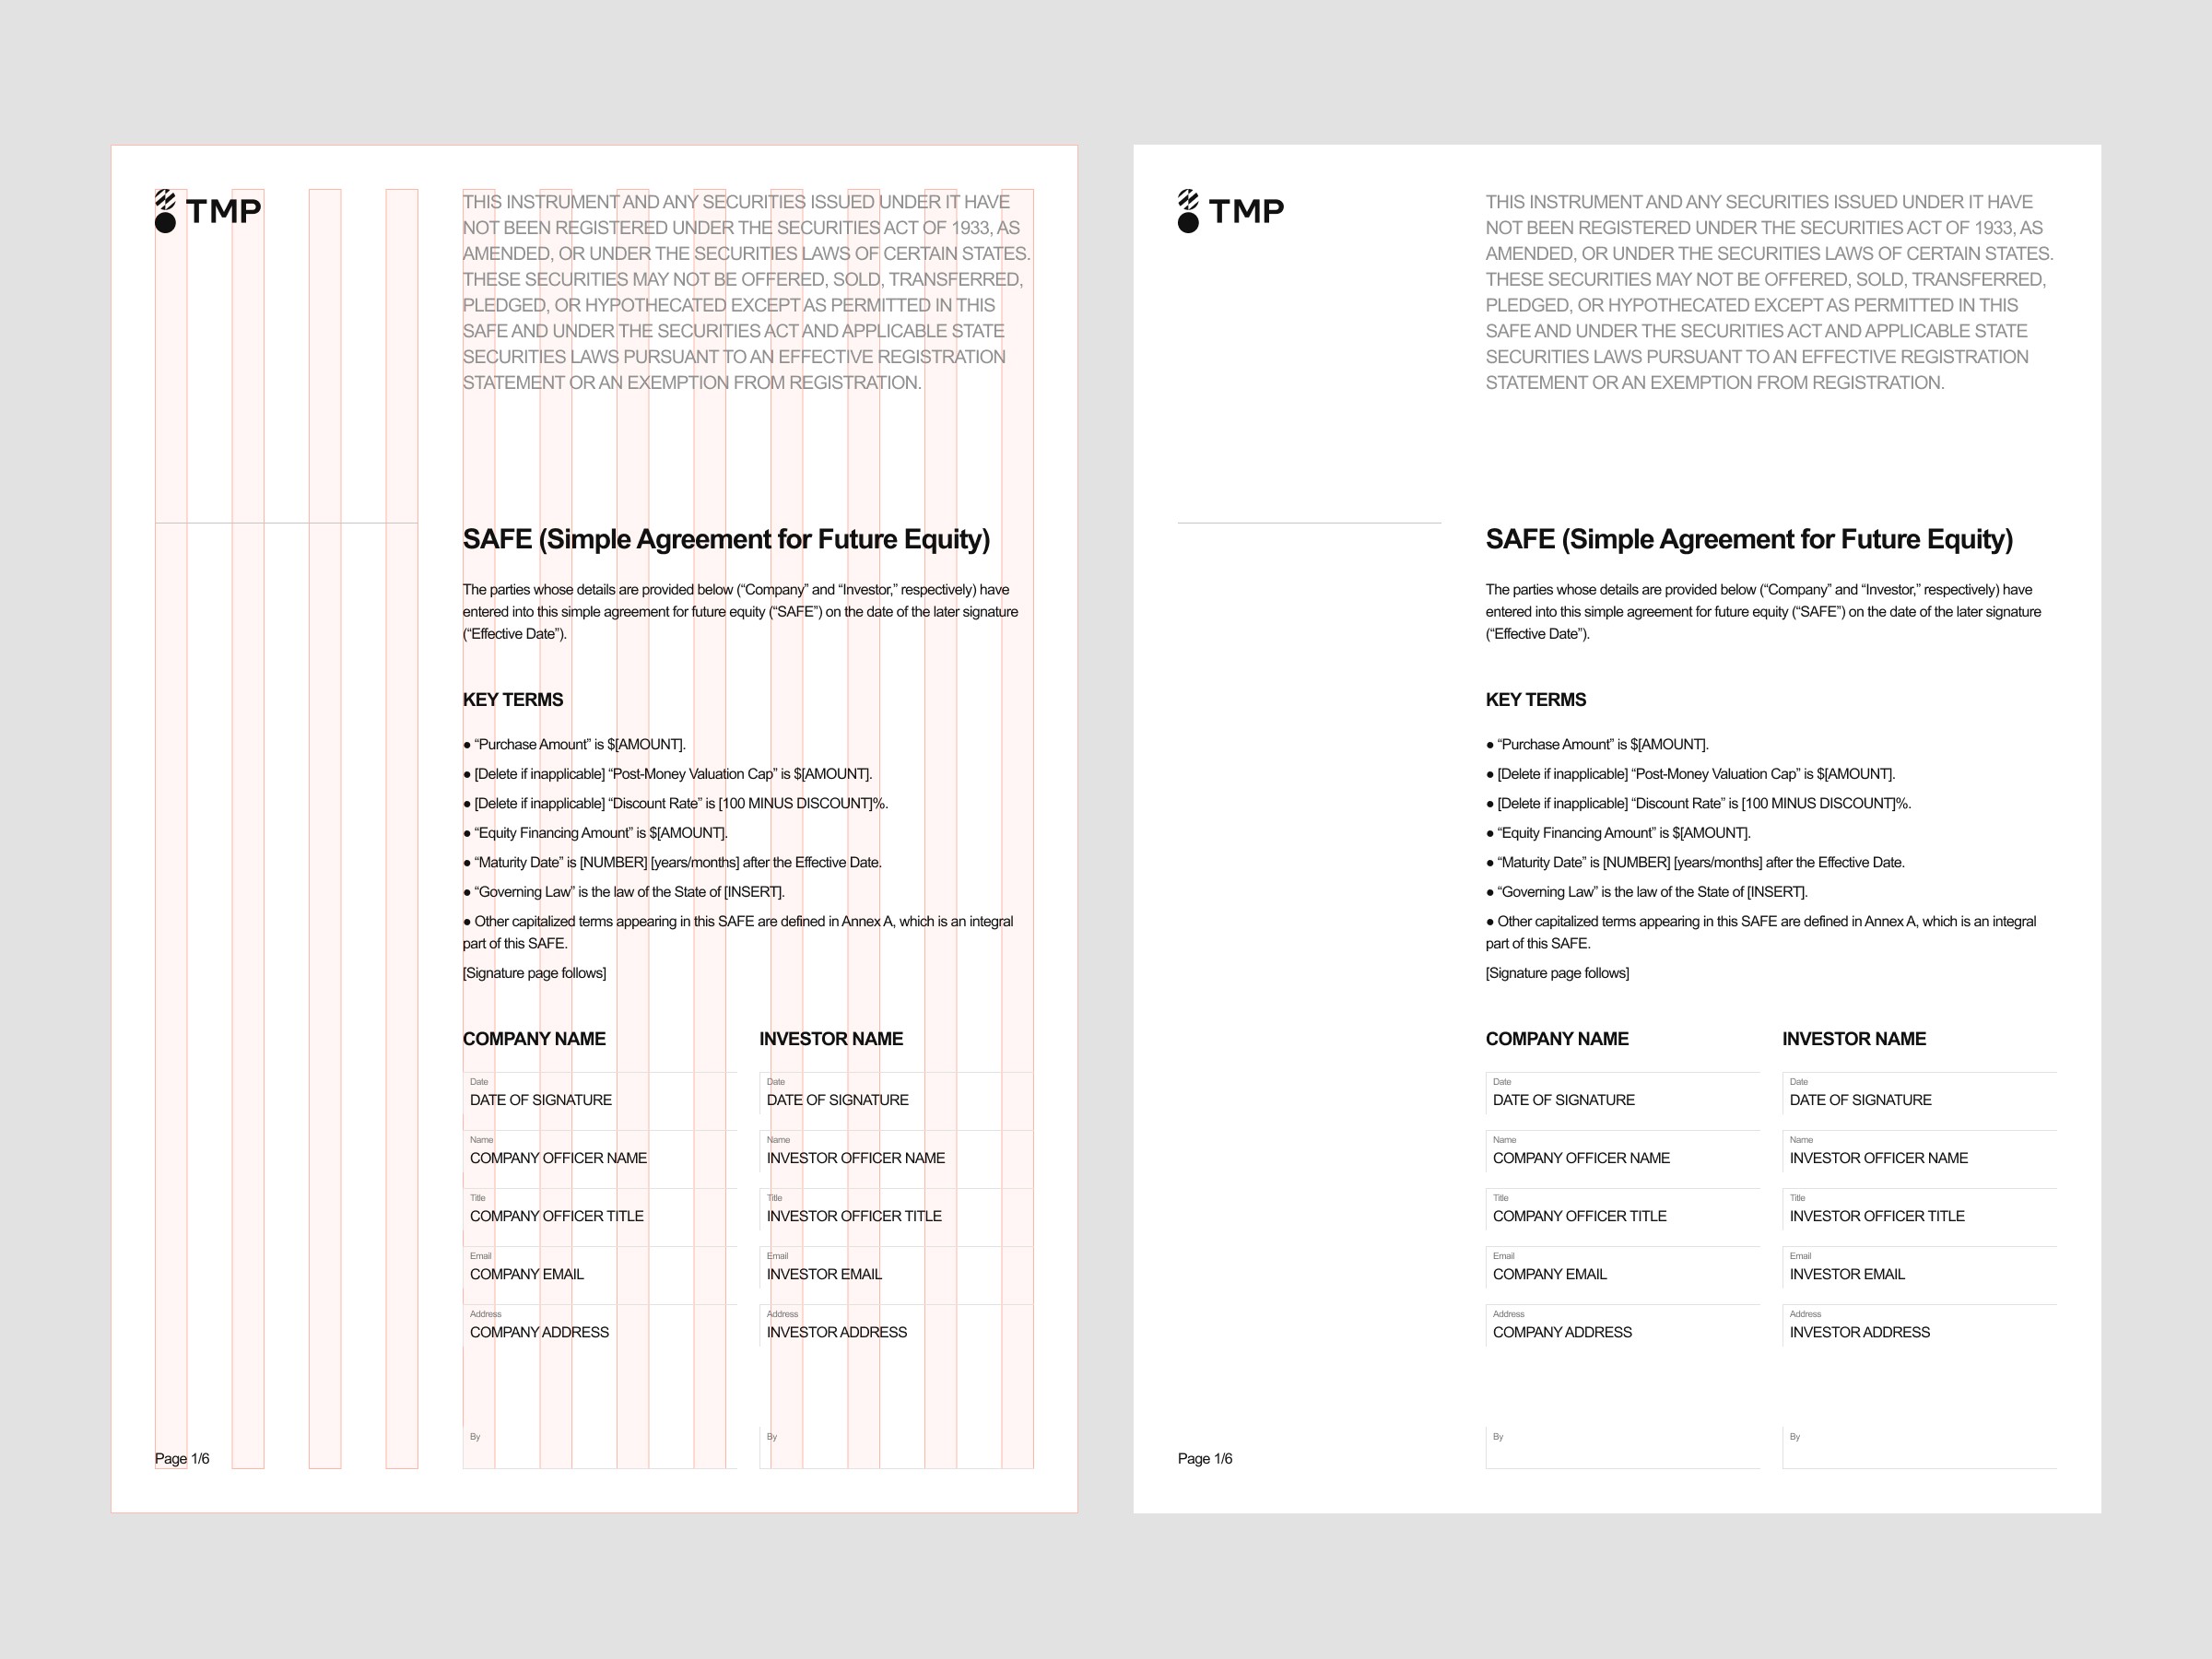 TMP
THIS INSTRUMENT AND ANY SECURITIES ISSUED UNDER IT HAVE
NOT BEEN REGISTERED UNDER THE SECURITIES ACT OF 1933, AS
AMENDED, OR UNDER THE SECURITIES LAWS OF CERTAIN STATES.
THESE SECURITIES MAY NOT BE OFFERED, SOLD, TRANSFERRED,
PLEDGED, OR HYPOTHECATED EXCEPT AS PERMITTED IN THIS
SAFE AND UNDER THE SECURITIES ACT AND APPLICABLE STATE
SECURITIES LAWS PURSUANT TO AN EFFECTIVE REGISTRATION
STATEMENT OR AN EXEMPTION FROM REGISTRATION.
SAFE (Simple Agreement for Future Equity)
The parties whose details are provided below (“Company” and “Investor,” respectively) have
entered into this simple agreement for future equity (“SAFE”) on the date of the later signature
(“Effective Date”).
KEY TERMS
● “Purchase Amount” is $[AMOUNT].
● [Delete if inapplicable] “Post-Money Valuation Cap” is $[AMOUNT].
● [Delete if inapplicable] “Discount Rate” is [100 MINUS DISCOUNT]%.
● “Equity Financing Amount” is $[AMOUNT].
● “Maturity Date” is [NUMBER] [years/months] after the Effective Date.
● “Governing Law” is the law of the State of [INSERT].
● Other capitalized terms appearing in this SAFE are defined in Annex A, which is an integral
part of this SAFE.
[Signature page follows]
COMPANY NAME
Date
DATE OF SIGNATURE
Name
COMPANY OFFICER NAME
Title
COMPANY OFFICER TITLE
Email
COMPANY EMAIL
Address
COMPANY ADDRESS
By
INVESTOR NAME
Date
DATE OF SIGNATURE
Name
INVESTOR OFFICER NAME
Title
INVESTOR OFFICER TITLE
Email
INVESTOR EMAIL
Address
INVESTOR ADDRESS
By
Page 1/6
TMP
THIS INSTRUMENT AND ANY SECURITIES ISSUED UNDER IT HAVE
NOT BEEN REGISTERED UNDER THE SECURITIES ACT OF 1933, AS
AMENDED, OR UNDER THE SECURITIES LAWS OF CERTAIN STATES.
THESE SECURITIES MAY NOT BE OFFERED, SOLD, TRANSFERRED,
PLEDGED, OR HYPOTHECATED EXCEPT AS PERMITTED IN THIS
SAFE AND UNDER THE SECURITIES ACT AND APPLICABLE STATE
SECURITIES LAWS PURSUANT TO AN EFFECTIVE REGISTRATION
STATEMENT OR AN EXEMPTION FROM REGISTRATION.
SAFE (Simple Agreement for Future Equity)
The parties whose details are provided below (“Company” and “Investor,” respectively) have
entered into this simple agreement for future equity (“SAFE”) on the date of the later signature
(“Effective Date”).
KEY TERMS
● “Purchase Amount” is $[AMOUNT].
● [Delete if inapplicable] “Post-Money Valuation Cap” is $[AMOUNT].
● [Delete if inapplicable] “Discount Rate” is [100 MINUS DISCOUNT]%.
● “Equity Financing Amount” is $[AMOUNT].
● “Maturity Date” is [NUMBER] [years/months] after the Effective Date.
● “Governing Law” is the law of the State of [INSERT].
● Other capitalized terms appearing in this SAFE are defined in Annex A, which is an integral
part of this SAFE.
[Signature page follows]
COMPANY NAME
Date
DATE OF SIGNATURE
Name
COMPANY OFFICER NAME
Title
COMPANY OFFICER TITLE
Email
COMPANY EMAIL
Address
COMPANY ADDRESS
By
INVESTOR NAME
Date
DATE OF SIGNATURE
Name
INVESTOR OFFICER NAME
Title
INVESTOR OFFICER TITLE
Email
INVESTOR EMAIL
Address
INVESTOR ADDRESS
By
Page 1/6